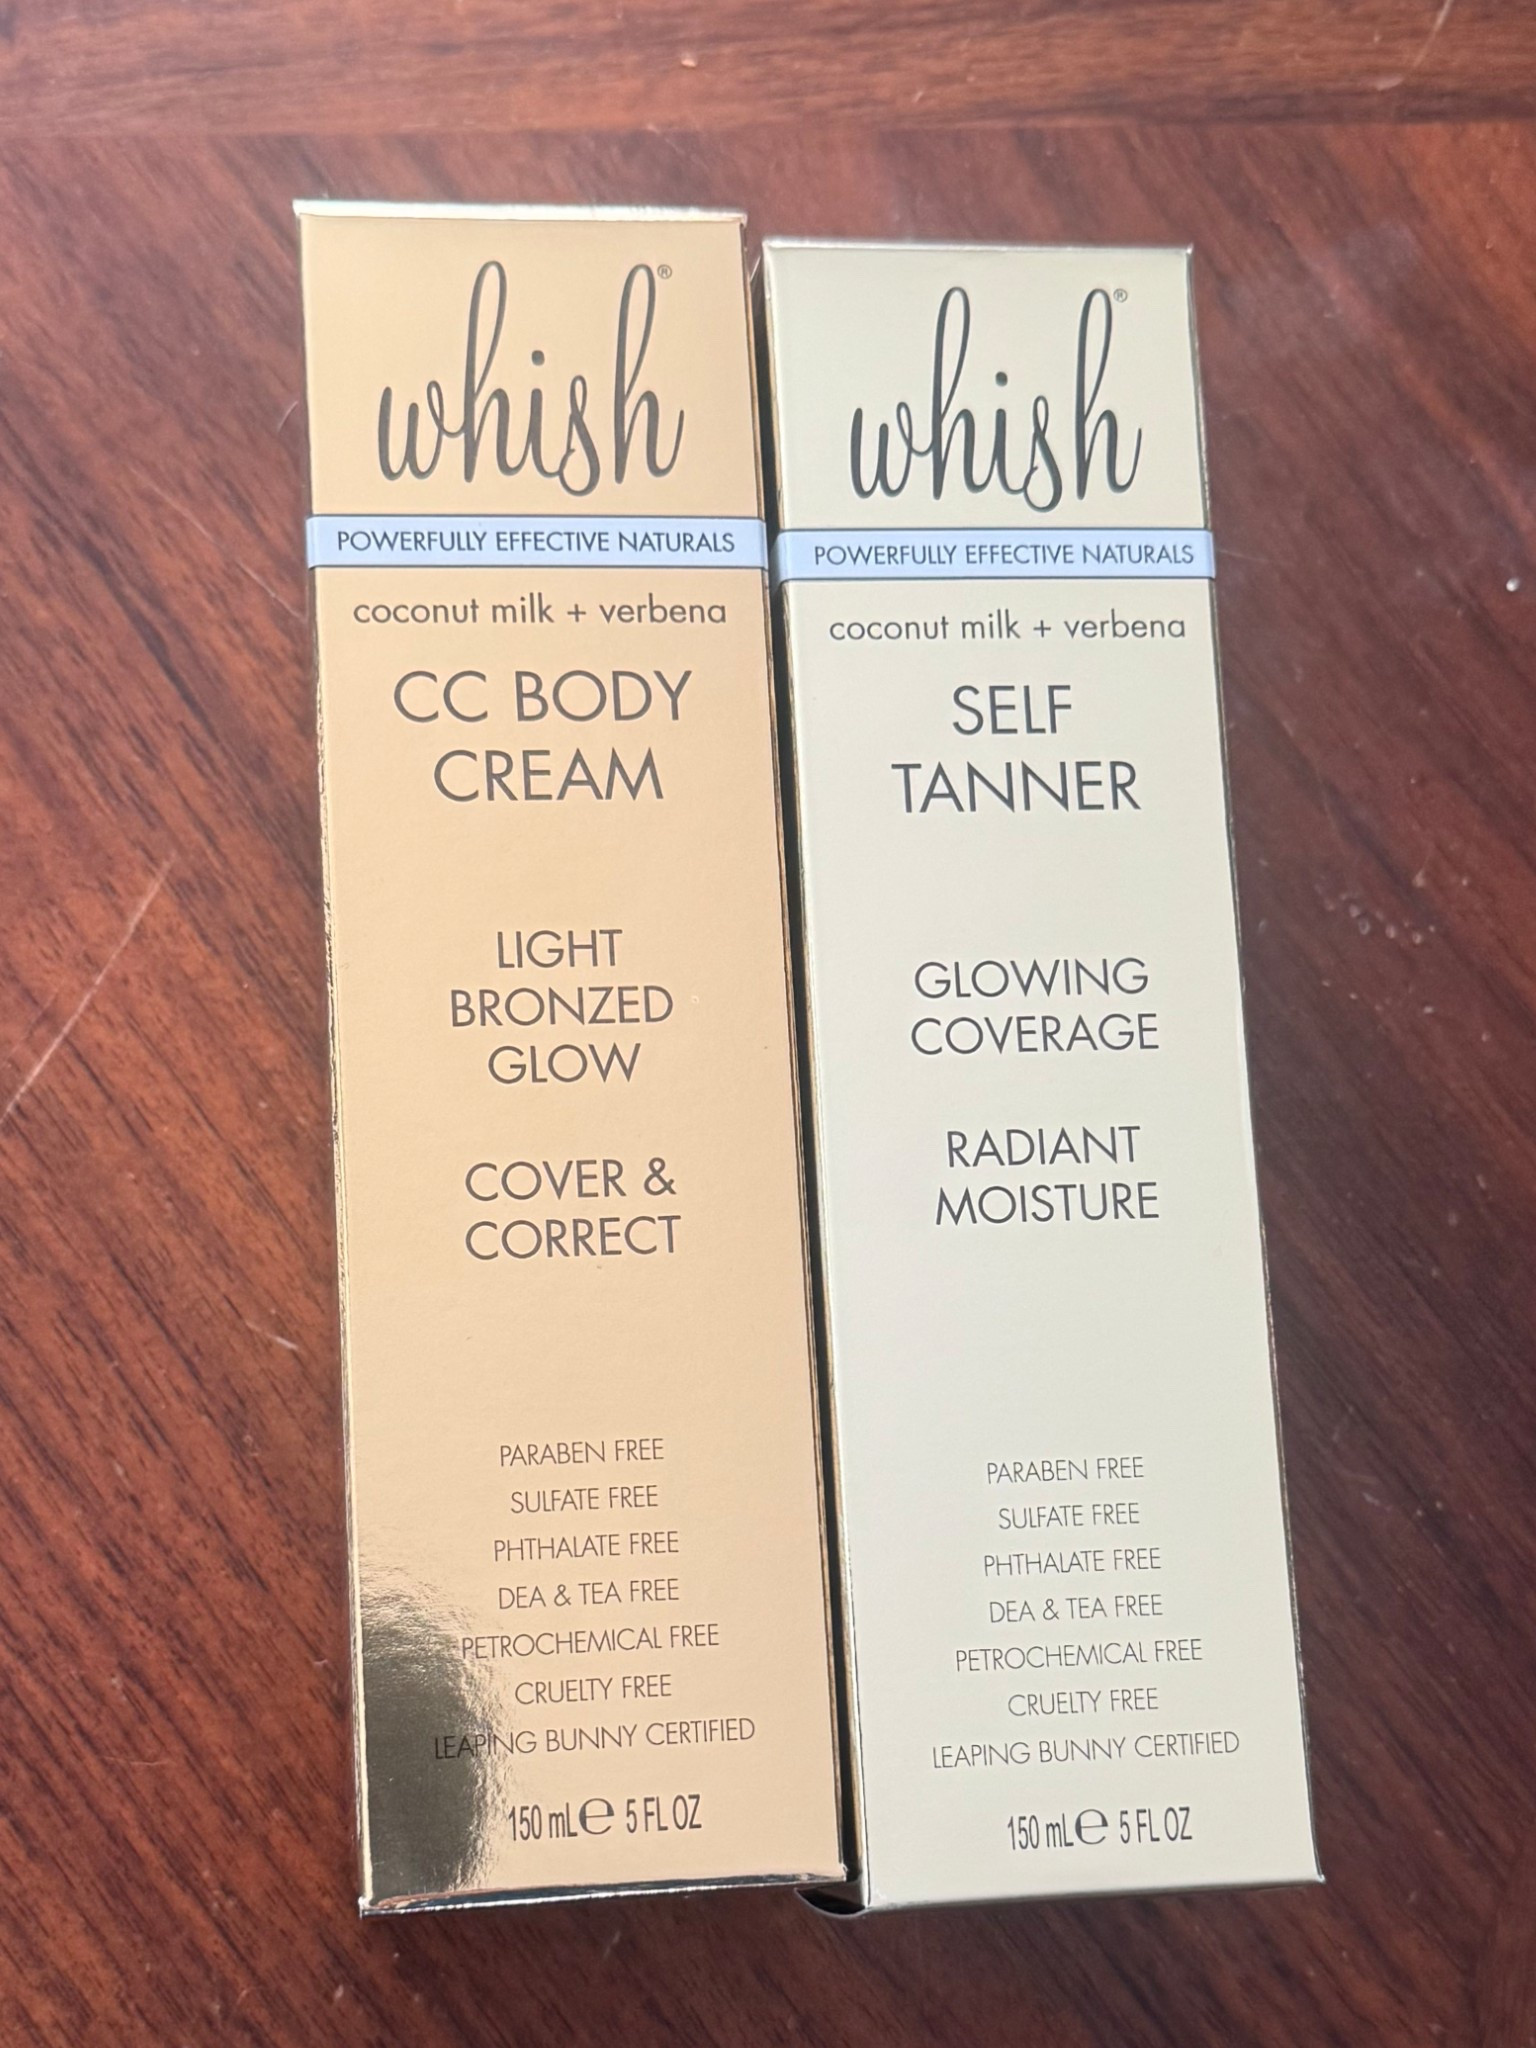 whish®
POWERFULLY EFFECTIVE NATURALS
coconut milk + verbena
CC BODY
CREAM
LIGHT
BRONZED
GLOW
COVER &
CORRECT
PARABEN FREE
SULFATE FREE
PHTHALATE FREE
DEA & TEA FREE
PETROCHEMICAL FREE
CRUELTY FREE
LEAPING BUNNY CERTIFIED
150 mL℮ 5 FL OZ
whish®
POWERFULLY EFFECTIVE NATURALS
coconut milk + verbena
SELF
TANNER
GLOWING
COVERAGE
RADIANT
MOISTURE
PARABEN FREE
SULFATE FREE
PHTHALATE FREE
DEA & TEA FREE
PETROCHEMICAL FREE
CRUELTY FREE
LEAPING BUNNY CERTIFIED
150 mL℮ 5 FL OZ